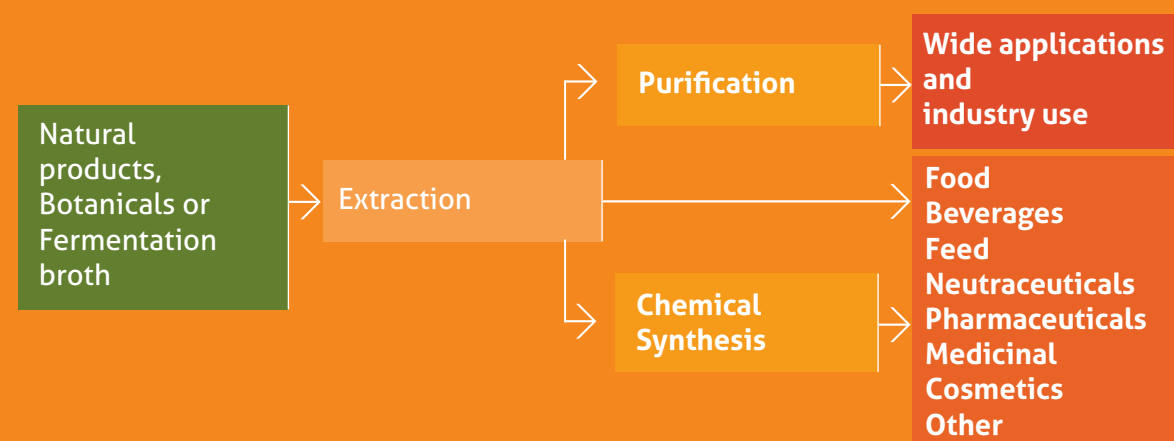 Natural
products,
Botanicals or
Fermentation
broth
Extraction
Purification
Chemical
Synthesis
Wide applications
and
industry use
Food
Beverages
Feed
Neutraceuticals
Pharmaceuticals
Medicinal
Cosmetics
Other